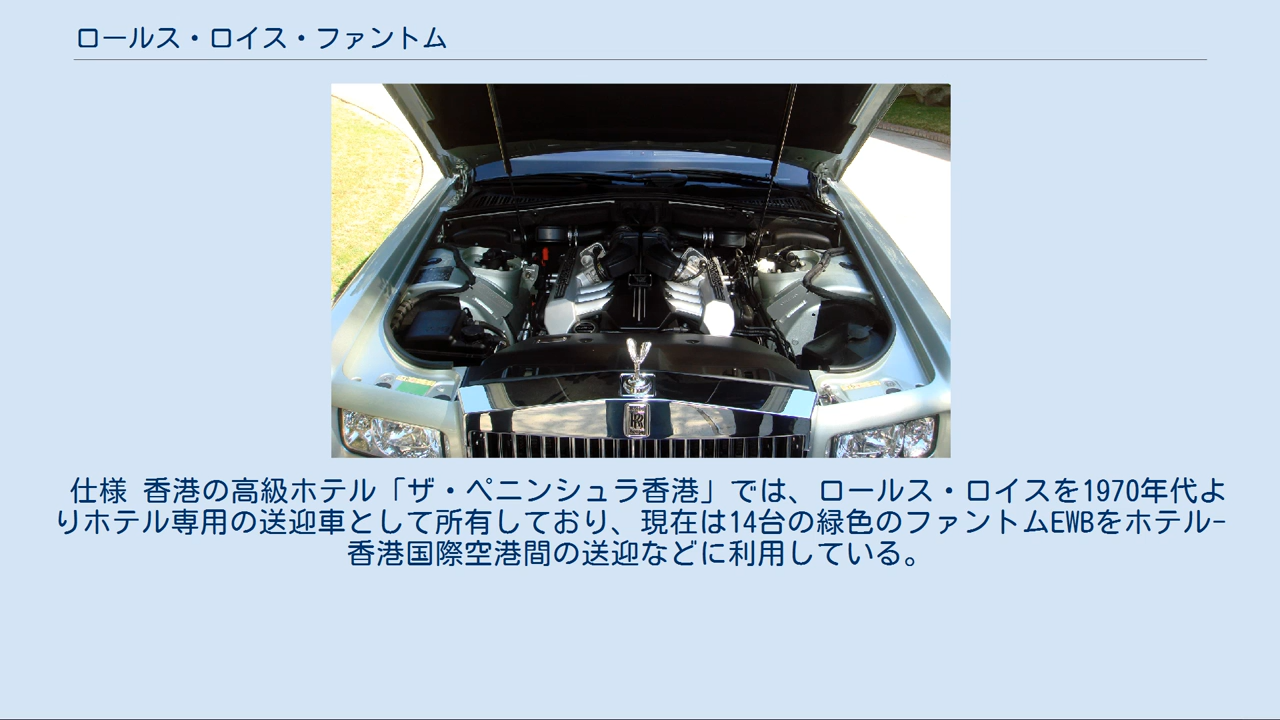 ロールス・ロイス・ファントム
仕様 香港の高級ホテル「ザ・ペニンシュラ香港」では、ロールス・ロイスを1970年代よ
りホテル専用の送迎車として所有しており、現在は14台の緑色のファントムEWBをホテル-
香港国際空港間の送迎などに利用している。